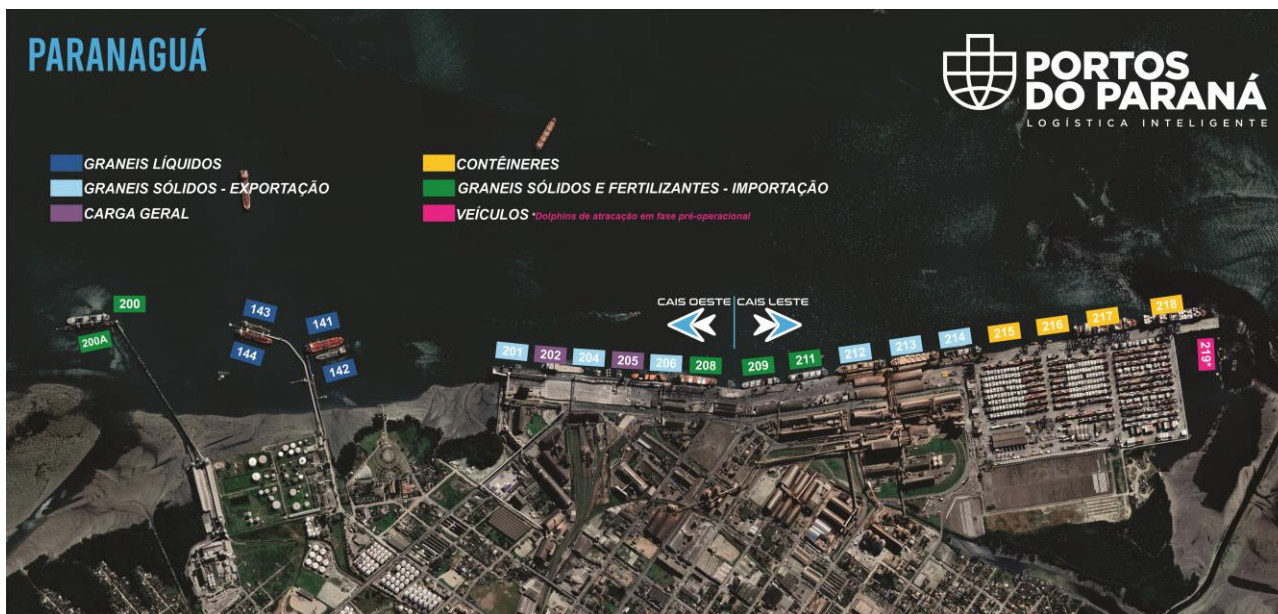 PARANAGUÁ
PORTOS
DO PARANÁ
LOGÍSTICA INTELIGENTE
GRANEIS LÍQUIDOS
GRANEIS SÓLIDOS - EXPORTAÇÃO
CARGA GERAL
CONTÊINERES
GRANEIS SÓLIDOS E FERTILIZANTES - IMPORTAÇÃO
VEÍCULOS *Dolphins de atracação em fase pré-operacional
200
200A
143
144
141
142
CAIS OESTE
CAIS LESTE
201
202
204
205
206
208
209
211
212
213
214
215
216
217
218
219*